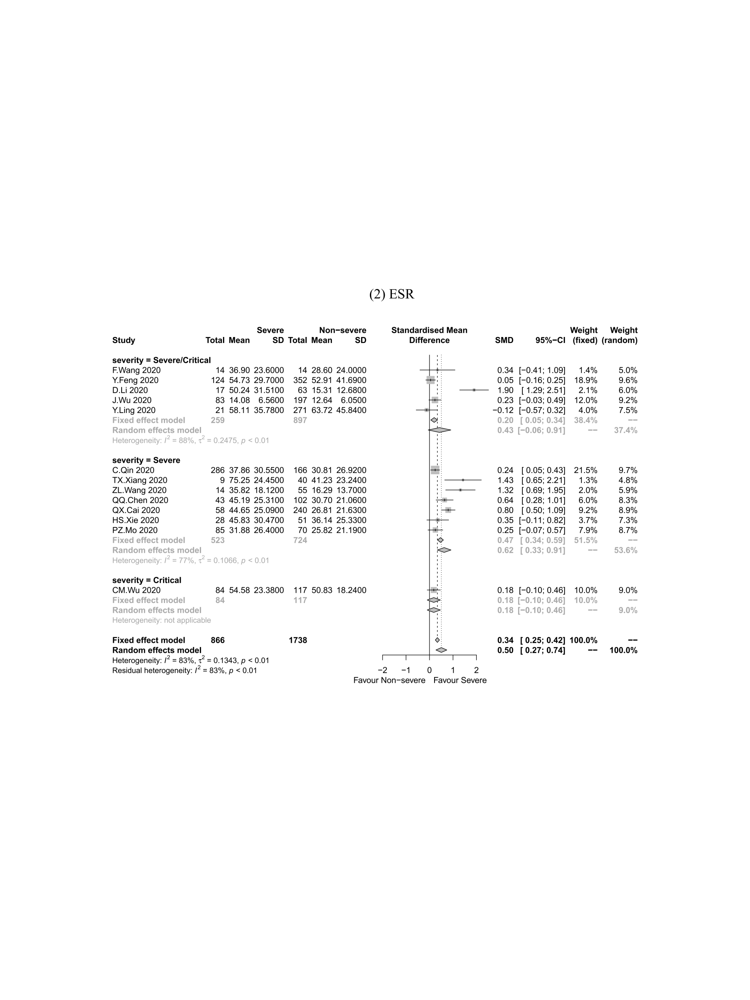 (2) ESR
Severe Non−severe Standardised Mean Weight Weight
Study Total Mean SD Total Mean SD Difference SMD 95%−CI (fixed) (random)
severity = Severe/Critical
F.Wang 2020 14 36.90 23.6000 14 28.60 24.0000 0.34 [−0.41; 1.09] 1.4% 5.0%
Y.Feng 2020 124 54.73 29.7000 352 52.91 41.6900 0.05 [−0.16; 0.25] 18.9% 9.6%
D.Li 2020 17 50.24 31.5100 63 15.31 12.6800 1.90 [ 1.29; 2.51] 2.1% 6.0%
J.Wu 2020 83 14.08 6.5600 197 12.64 6.0500 0.23 [−0.03; 0.49] 12.0% 9.2%
Y.Ling 2020 21 58.11 35.7800 271 63.72 45.8400 −0.12 [−0.57; 0.32] 4.0% 7.5%
Fixed effect model 259 897 0.20 [ 0.05; 0.34] 38.4% −−
Random effects model 0.43 [−0.06; 0.91] −− 37.4%
Heterogeneity: I² = 88%, τ² = 0.2475, p < 0.01
severity = Severe
C.Qin 2020 286 37.86 30.5500 166 30.81 26.9200 0.24 [ 0.05; 0.43] 21.5% 9.7%
TX.Xiang 2020 9 75.25 24.4500 40 41.23 23.2400 1.43 [ 0.65; 2.21] 1.3% 4.8%
ZL.Wang 2020 14 35.82 18.1200 55 16.29 13.7000 1.32 [ 0.69; 1.95] 2.0% 5.9%
QQ.Chen 2020 43 45.19 25.3100 102 30.70 21.0600 0.64 [ 0.28; 1.01] 6.0% 8.3%
QX.Cai 2020 58 44.65 25.0900 240 26.81 21.6300 0.80 [ 0.50; 1.09] 9.2% 8.9%
HS.Xie 2020 28 45.83 30.4700 51 36.14 25.3300 0.35 [−0.11; 0.82] 3.7% 7.3%
PZ.Mo 2020 85 31.88 26.4000 70 25.82 21.1900 0.25 [−0.07; 0.57] 7.9% 8.7%
Fixed effect model 523 724 0.47 [ 0.34; 0.59] 51.5% −−
Random effects model 0.62 [ 0.33; 0.91] −− 53.6%
Heterogeneity: I² = 77%, τ² = 0.1066, p < 0.01
severity = Critical
CM.Wu 2020 84 54.58 23.3800 117 50.83 18.2400 0.18 [−0.10; 0.46] 10.0% 9.0%
Fixed effect model 84 117 0.18 [−0.10; 0.46] 10.0% −−
Random effects model 0.18 [−0.10; 0.46] −− 9.0%
Heterogeneity: not applicable
Fixed effect model 866 1738 0.34 [ 0.25; 0.42] 100.0% −−
Random effects model 0.50 [ 0.27; 0.74] −− 100.0%
Heterogeneity: I² = 83%, τ² = 0.1343, p < 0.01
Residual heterogeneity: I² = 83%, p < 0.01
−2 −1 0 1 2
Favour Non−severe Favour Severe